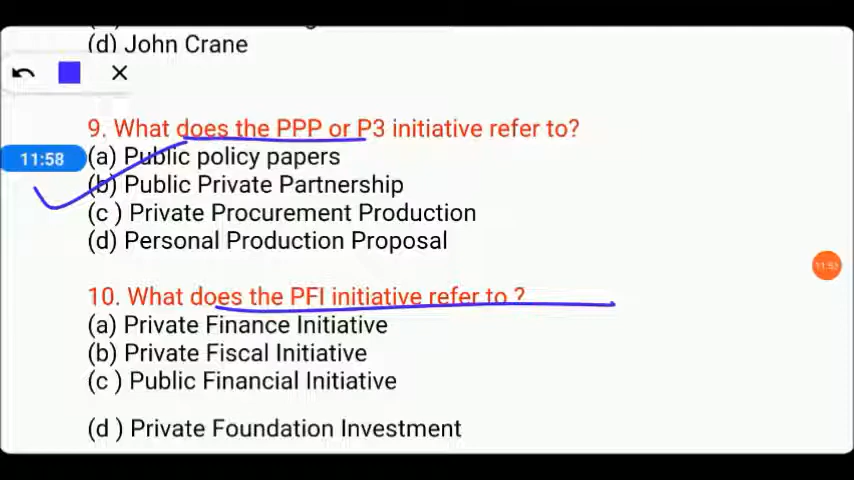 (d) John Crane
9. What does the PPP or P3 initiative refer to?
11:58
(a) Public policy papers
(b) Public Private Partnership
(c ) Private Procurement Production
(d) Personal Production Proposal
11:53
10. What does the PFI initiative refer to ?
(a) Private Finance Initiative
(b) Private Fiscal Initiative
(c ) Public Financial Initiative
(d ) Private Foundation Investment